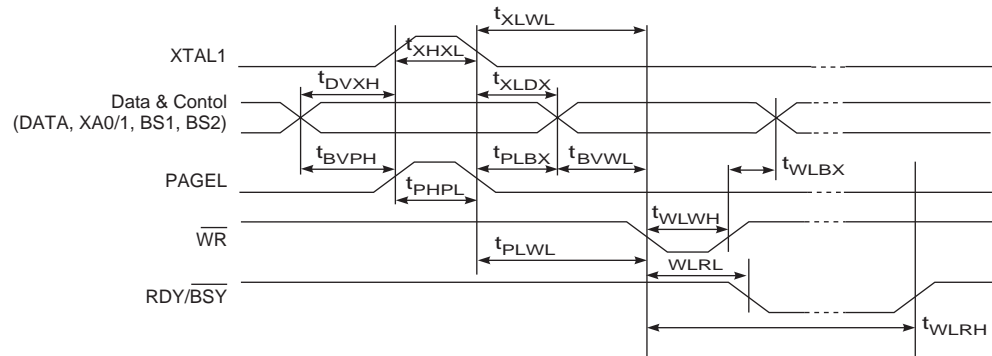 tXLWL
XTAL1
tXHXL
tDVXH
tXLDX
Data & Contol
(DATA, XA0/1, BS1, BS2)
tBVPH
tPLBX
tBVWL
tWLBX
PAGEL
tPHPL
tWLWH
WR
tPLWL
WLRL
RDY/BSY
tWLRH